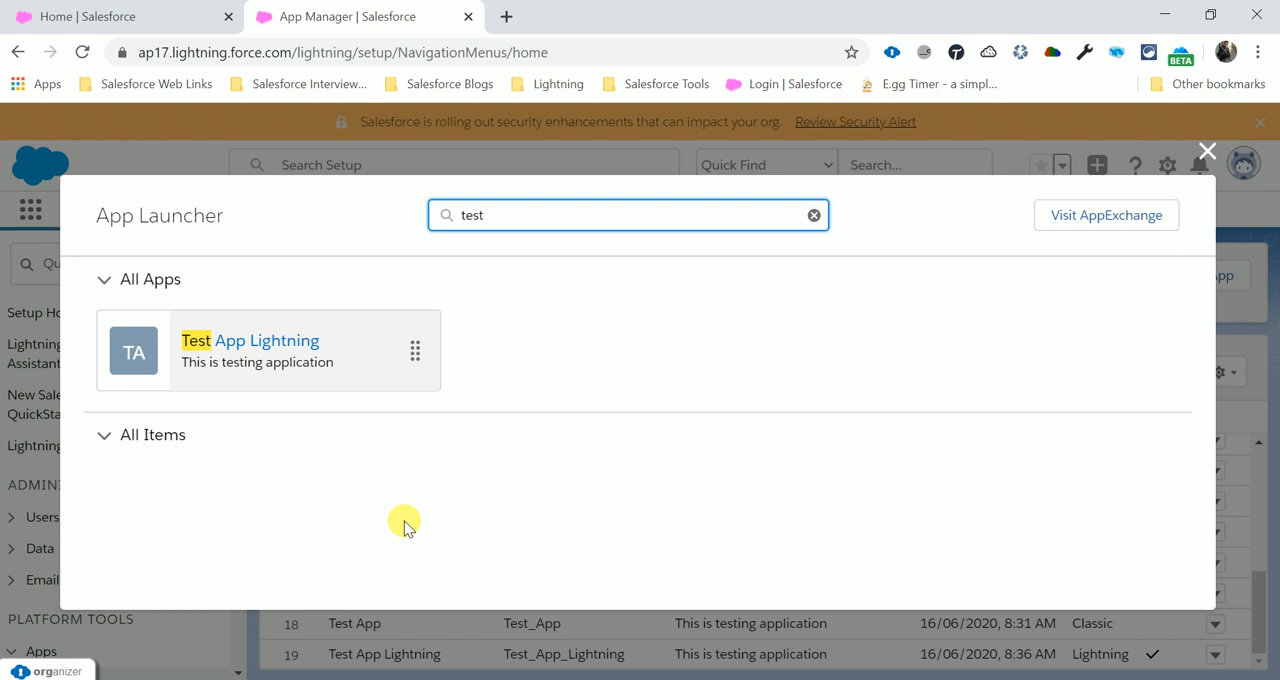 Home | Salesforce
App Manager | Salesforce
ap17.lightning.force.com/lightning/setup/NavigationMenus/home
BETA
Apps
Salesforce Web Links
Salesforce Interview...
Salesforce Blogs
Lightning
Salesforce Tools
Login | Salesforce
E.gg Timer - a simpl...
Other bookmarks
Salesforce is rolling out security enhancements that can impact your org. Review Security Alert
Search Setup
Quick Find
Search...
App Launcher
test
Visit AppExchange
All Apps
TA
Test App Lightning
This is testing application
All Items
Qu
Setup Ho
Lightning
Assistant
New Sale
QuickSta
Lightning
ADMIN
Users
Data
Email
PLATFORM TOOLS
Apps
organizer
pp
18 Test App Test_App This is testing application 16/06/2020, 8:31 AM Classic
19 Test App Lightning Test_App_Lightning This is testing application 16/06/2020, 8:36 AM Lightning